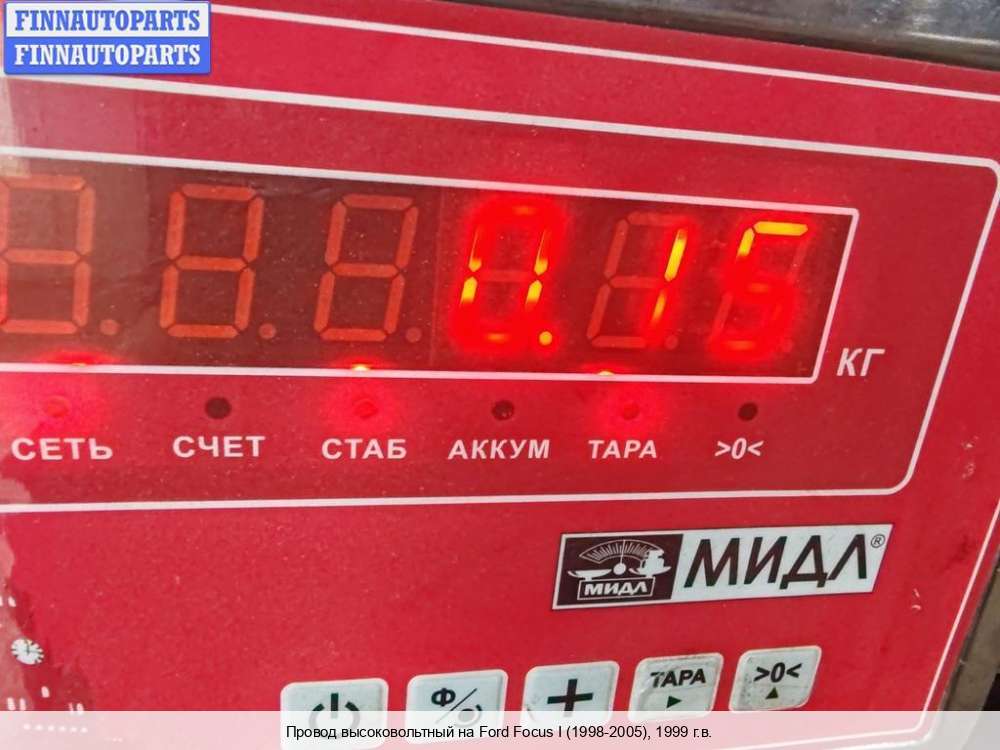 FINNAUTOPARTS
FINNAUTOPARTS
0.15
КГ
СЕТЬ СЧЕТ СТАБ АККУМ ТАРА >0<
МИДЛ МИДЛ®
Ф ТАРА >0<
Провод высоковольтный на Ford Focus I (1998-2005), 1999 г.в.